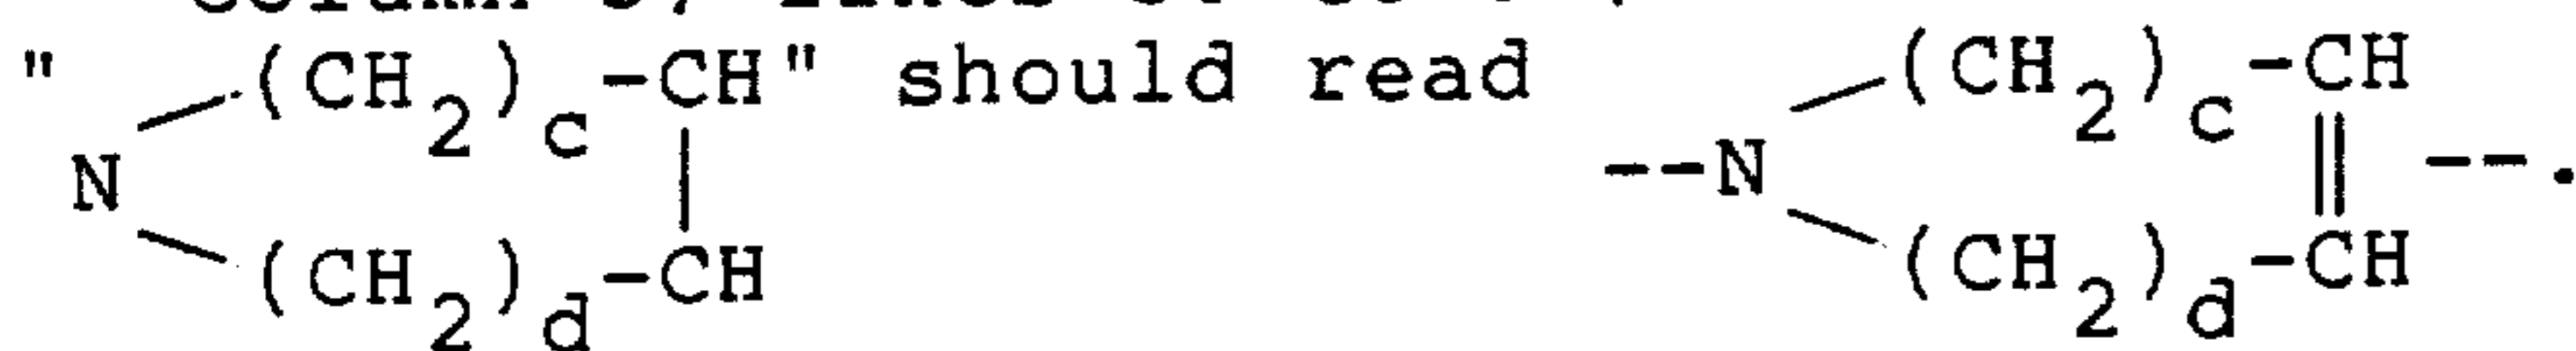 " (CH2)c-CH" should read (CH2)c-CH
N | --N || --.
(CH2)d-CH (CH2)d-CH